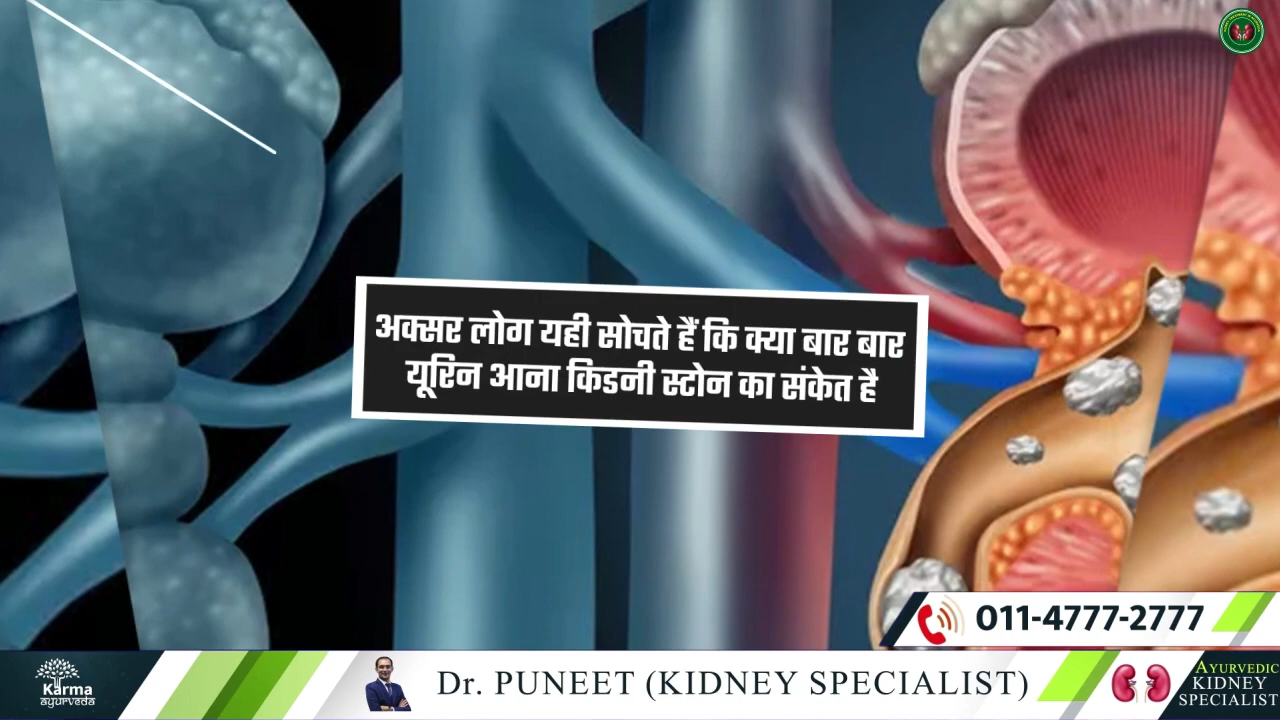 अक्सर लोग यही सोचते हैं कि क्या बार बार
यूरिन आना किडनी स्टोन का संकेत है
011-4777-2777
Karma
ayurveda
Dr. PUNEET (KIDNEY SPECIALIST)
AYURVEDIC
KIDNEY
SPECIALIST